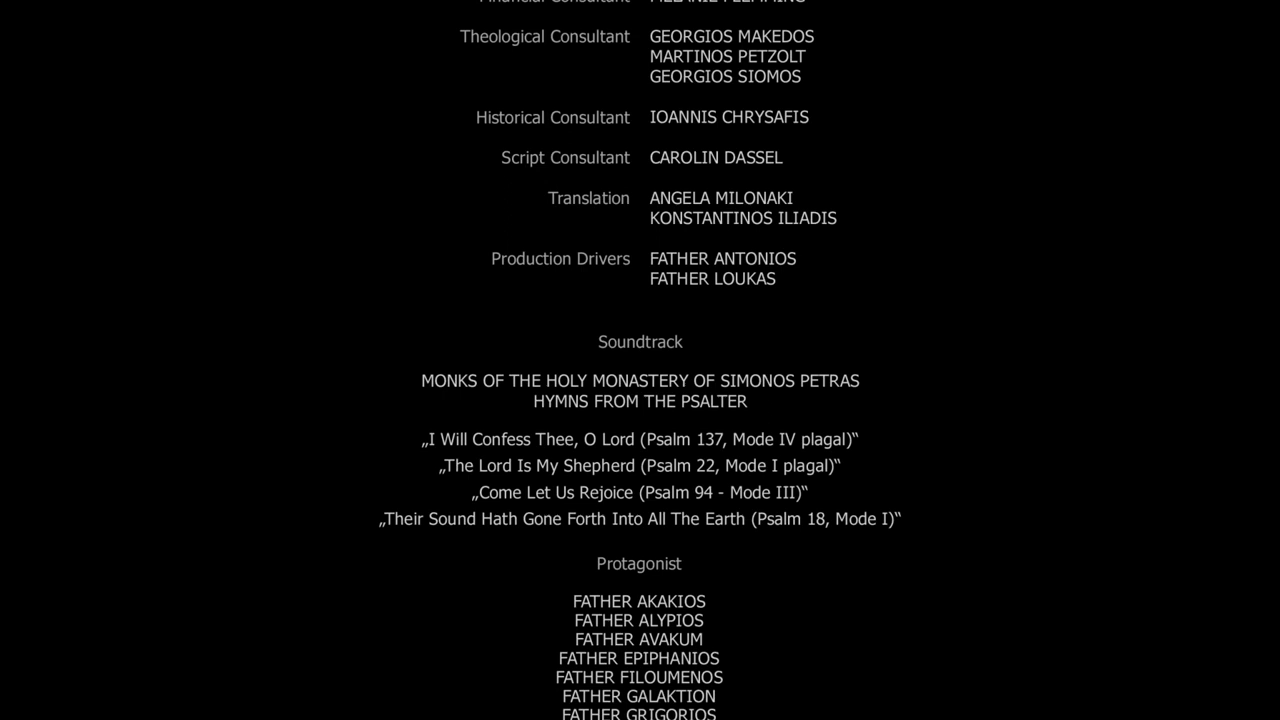 Financial Consultant MELANIE FLEMMING
Theological Consultant GEORGIOS MAKEDOS
MARTINOS PETZOLT
GEORGIOS SIOMOS
Historical Consultant IOANNIS CHRYSAFIS
Script Consultant CAROLIN DASSEL
Translation ANGELA MILONAKI
KONSTANTINOS ILIADIS
Production Drivers FATHER ANTONIOS
FATHER LOUKAS
Soundtrack
MONKS OF THE HOLY MONASTERY OF SIMONOS PETRAS
HYMNS FROM THE PSALTER
„I Will Confess Thee, O Lord (Psalm 137, Mode IV plagal)“
„The Lord Is My Shepherd (Psalm 22, Mode I plagal)“
„Come Let Us Rejoice (Psalm 94 - Mode III)“
„Their Sound Hath Gone Forth Into All The Earth (Psalm 18, Mode I)“
Protagonist
FATHER AKAKIOS
FATHER ALYPIOS
FATHER AVAKUM
FATHER EPIPHANIOS
FATHER FILOUMENOS
FATHER GALAKTION
FATHER GRIGORIOS